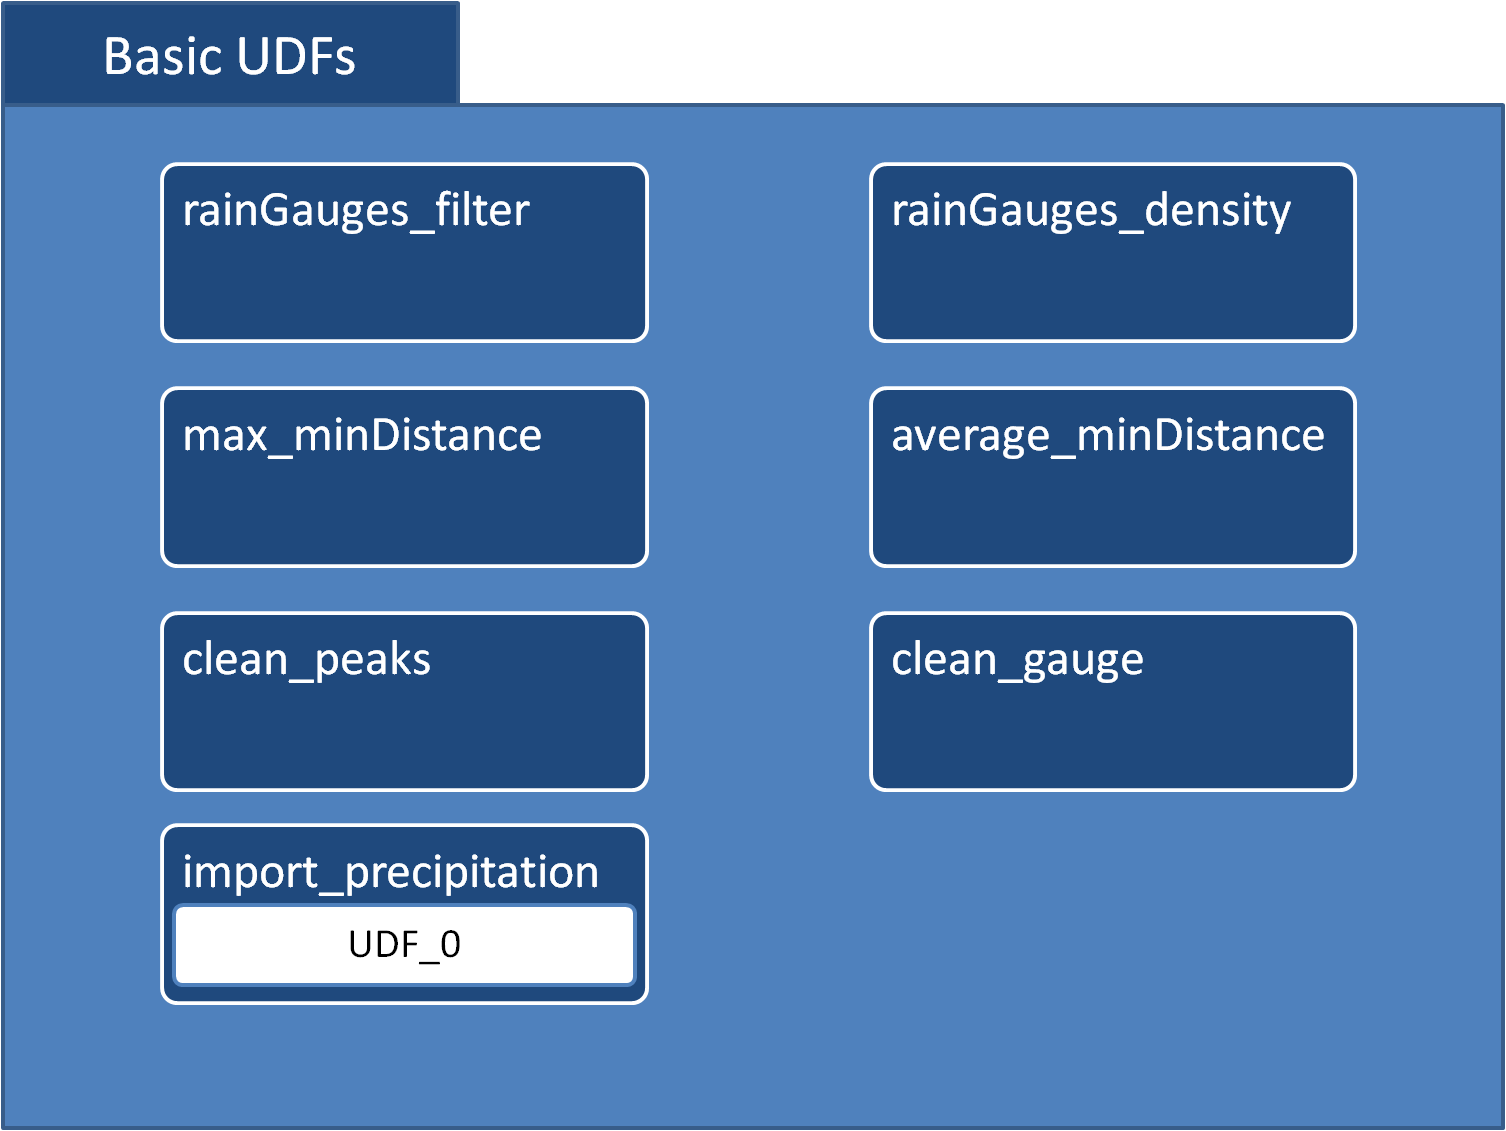 Basic UDFs
rainGauges_filter
rainGauges_density
max_minDistance
average_minDistance
clean_peaks
clean_gauge
import_precipitation
UDF_0